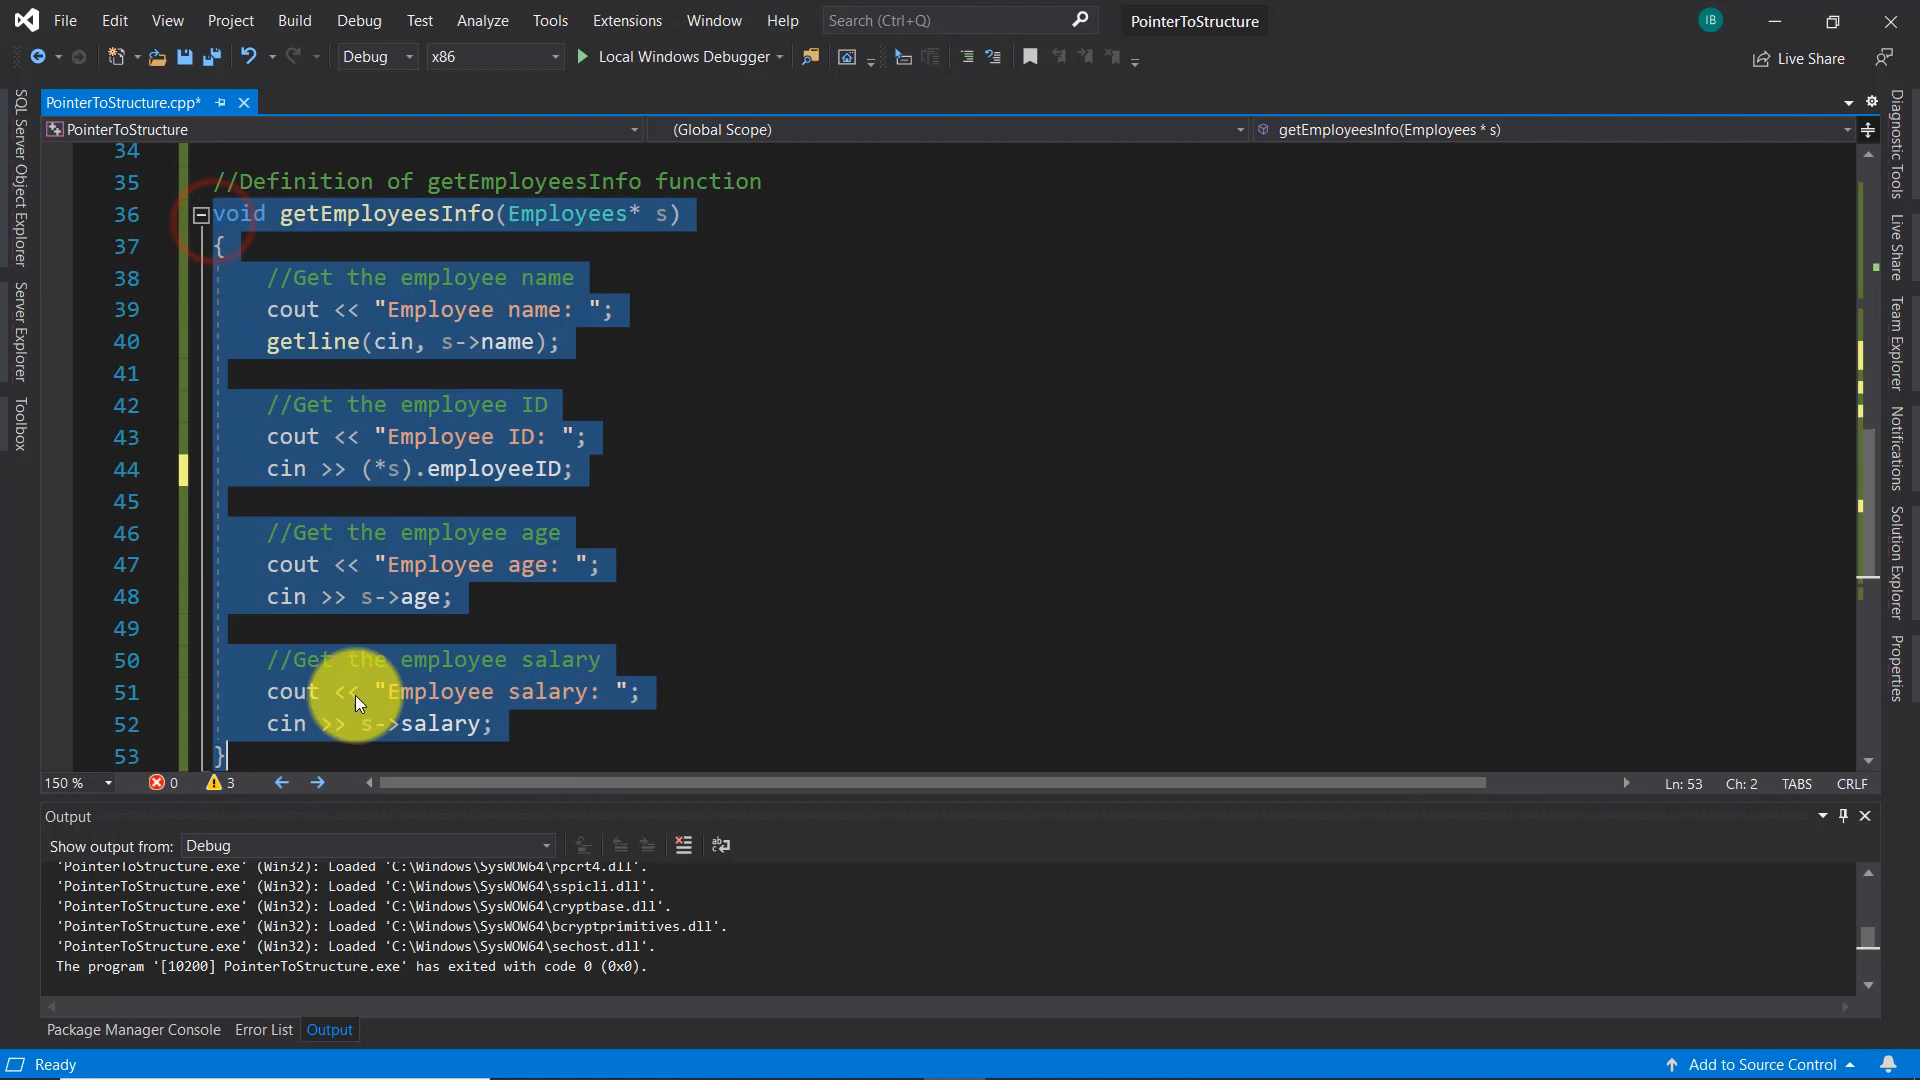 File Edit View Project Build Debug Test Analyze Tools Extensions Window Help Search (Ctrl+Q) PointerToStructure IB
Debug x86 Local Windows Debugger Live Share
PointerToStructure.cpp*
PointerToStructure (Global Scope) getEmployeesInfo(Employees * s)
34
35 //Definition of getEmployeesInfo function
36 void getEmployeesInfo(Employees* s)
37 {
38 //Get the employee name
39 cout << "Employee name: ";
40 getline(cin, s->name);
41
42 //Get the employee ID
43 cout << "Employee ID: ";
44 cin >> (*s).employeeID;
45
46 //Get the employee age
47 cout << "Employee age: ";
48 cin >> s->age;
49
50 //Get the employee salary
51 cout << "Employee salary: ";
52 cin >> s->salary;
53 }
150 % 0 3 Ln: 53 Ch: 2 TABS CRLF
Output
Show output from: Debug
'PointerToStructure.exe' (Win32): Loaded 'C:\Windows\SysWOW64\rpcrt4.dll'.
'PointerToStructure.exe' (Win32): Loaded 'C:\Windows\SysWOW64\sspicli.dll'.
'PointerToStructure.exe' (Win32): Loaded 'C:\Windows\SysWOW64\cryptbase.dll'.
'PointerToStructure.exe' (Win32): Loaded 'C:\Windows\SysWOW64\bcryptprimitives.dll'.
'PointerToStructure.exe' (Win32): Loaded 'C:\Windows\SysWOW64\sechost.dll'.
The program '[10200] PointerToStructure.exe' has exited with code 0 (0x0).
Package Manager Console Error List Output
Ready Add to Source Control
SQL Server Object Explorer
Server Explorer
Toolbox
Diagnostic Tools
Live Share
Team Explorer
Notifications
Solution Explorer
Properties